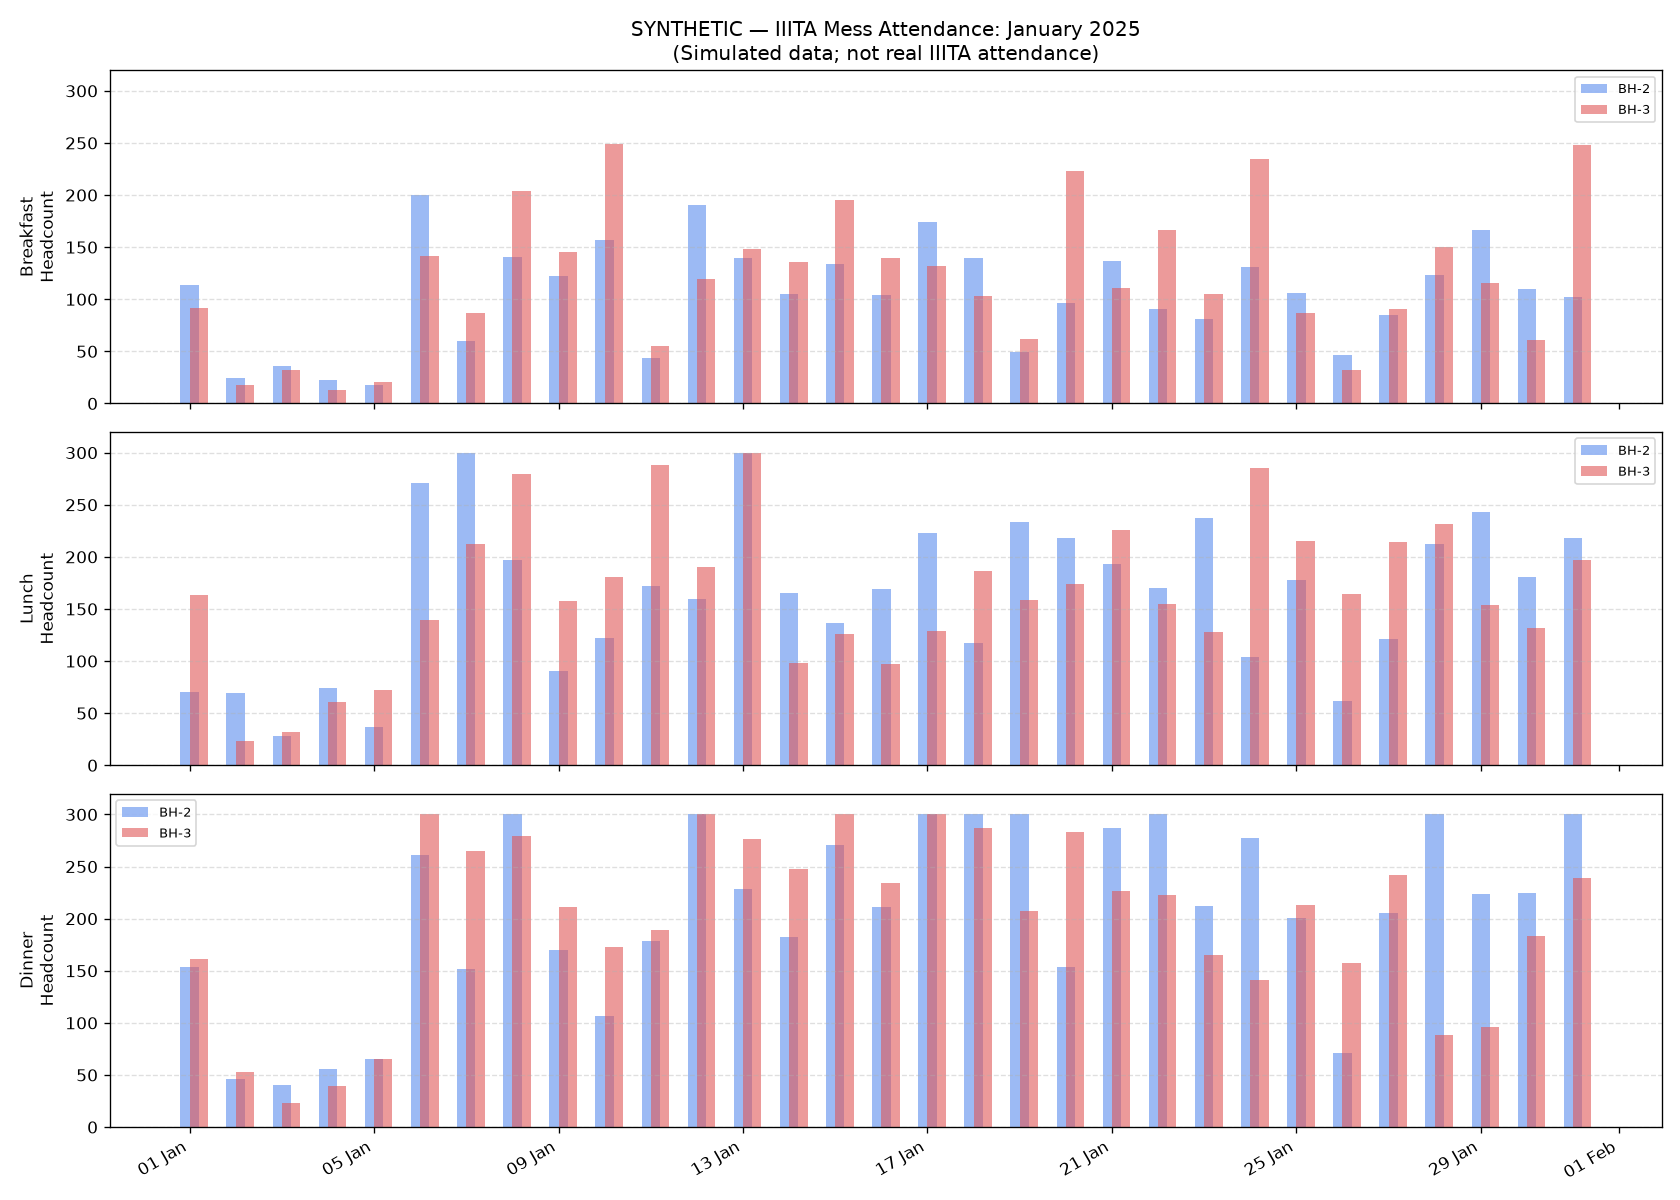 SYNTHETIC — IIITA Mess Attendance: January 2025
(Simulated data; not real IIITA attendance)
Breakfast
Headcount
300
250
200
150
100
50
0
BH-2
BH-3
Lunch
Headcount
300
250
200
150
100
50
0
BH-2
BH-3
Dinner
Headcount
300
250
200
150
100
50
0
BH-2
BH-3
01 Jan
05 Jan
09 Jan
13 Jan
17 Jan
21 Jan
25 Jan
29 Jan
01 Feb